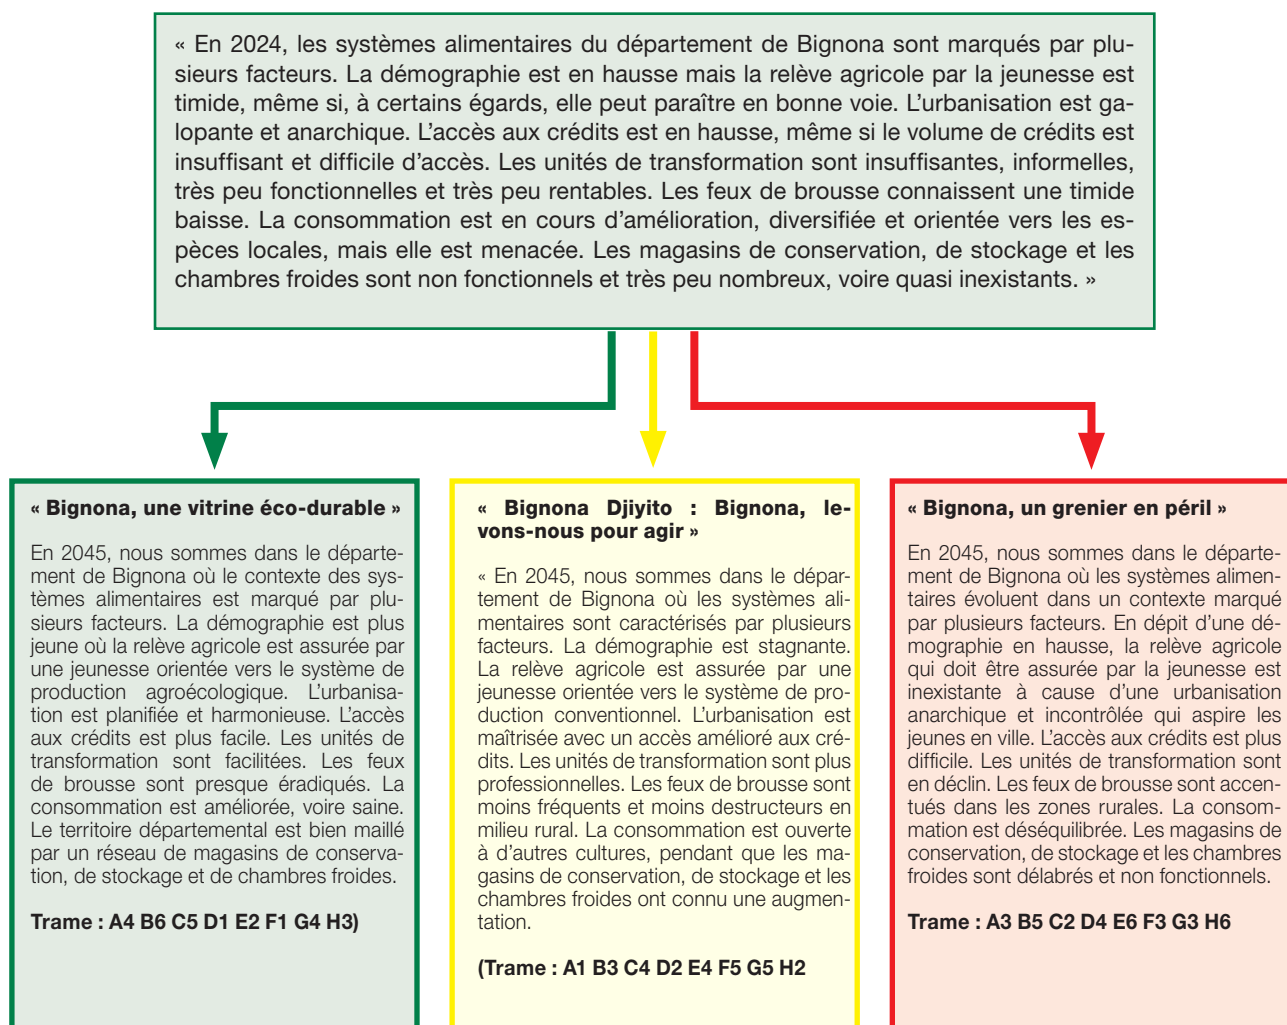 « En 2024, les systèmes alimentaires du département de Bignona sont marqués par plu-
sieurs facteurs. La démographie est en hausse mais la relève agricole par la jeunesse est
timide, même si, à certains égards, elle peut paraître en bonne voie. L’urbanisation est ga-
lopante et anarchique. L’accès aux crédits est en hausse, même si le volume de crédits est
insuffisant et difficile d’accès. Les unités de transformation sont insuffisantes, informelles,
très peu fonctionnelles et très peu rentables. Les feux de brousse connaissent une timide
baisse. La consommation est en cours d’amélioration, diversifiée et orientée vers les es-
pèces locales, mais elle est menacée. Les magasins de conservation, de stockage et les
chambres froides sont non fonctionnels et très peu nombreux, voire quasi inexistants. »
« Bignona, une vitrine éco-durable »
En 2045, nous sommes dans le départe-
ment de Bignona où le contexte des sys-
tèmes alimentaires est marqué par plu-
sieurs facteurs. La démographie est plus
jeune où la relève agricole est assurée par
une jeunesse orientée vers le système de
production agroécologique. L’urbanisa-
tion est planifiée et harmonieuse. L’accès
aux crédits est plus facile. Les unités de
transformation sont facilitées. Les feux
de brousse sont presque éradiqués. La
consommation est améliorée, voire saine.
Le territoire départemental est bien maillé
par un réseau de magasins de conserva-
tion, de stockage et de chambres froides.
Trame : A4 B6 C5 D1 E2 F1 G4 H3)
« Bignona Djiyito : Bignona, le-
vons-nous pour agir »
« En 2045, nous sommes dans le dépar-
tement de Bignona où les systèmes ali-
mentaires sont caractérisés par plusieurs
facteurs. La démographie est stagnante.
La relève agricole est assurée par une
jeunesse orientée vers le système de pro-
duction conventionnel. L’urbanisation est
maîtrisée avec un accès amélioré aux cré-
dits. Les unités de transformation sont plus
professionnelles. Les feux de brousse sont
moins fréquents et moins destructeurs en
milieu rural. La consommation est ouverte
à d’autres cultures, pendant que les ma-
gasins de conservation, de stockage et les
chambres froides ont connu une augmen-
tation.
(Trame : A1 B3 C4 D2 E4 F5 G5 H2
« Bignona, un grenier en péril »
En 2045, nous sommes dans le départe-
ment de Bignona où les systèmes alimen-
taires évoluent dans un contexte marqué
par plusieurs facteurs. En dépit d’une dé-
mographie en hausse, la relève agricole
qui doit être assurée par la jeunesse est
inexistante à cause d’une urbanisation
anarchique et incontrôlée qui aspire les
jeunes en ville. L’accès aux crédits est plus
difficile. Les unités de transformation sont
en déclin. Les feux de brousse sont accen-
tués dans les zones rurales. La consom-
mation est déséquilibrée. Les magasins de
conservation, de stockage et les chambres
froides sont délabrés et non fonctionnels.
Trame : A3 B5 C2 D4 E6 F3 G3 H6